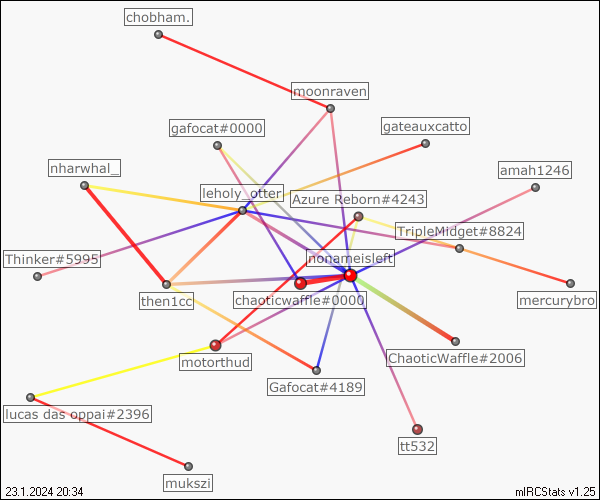 chobham.
moonraven
gafocat#0000
gateauxcatto
nharwhal_
amah1246
leholy_otter
Azure Reborn#4243
TripleMidget#8824
Thinker#5995
nonameisleft
then1cc
chaoticwaffle#0000
mercurybro
motorthud
ChaoticWaffle#2006
Gafocat#4189
lucas das oppai#2396
tt532
mukszi
23.1.2024 20:34
mIRCStats v1.25